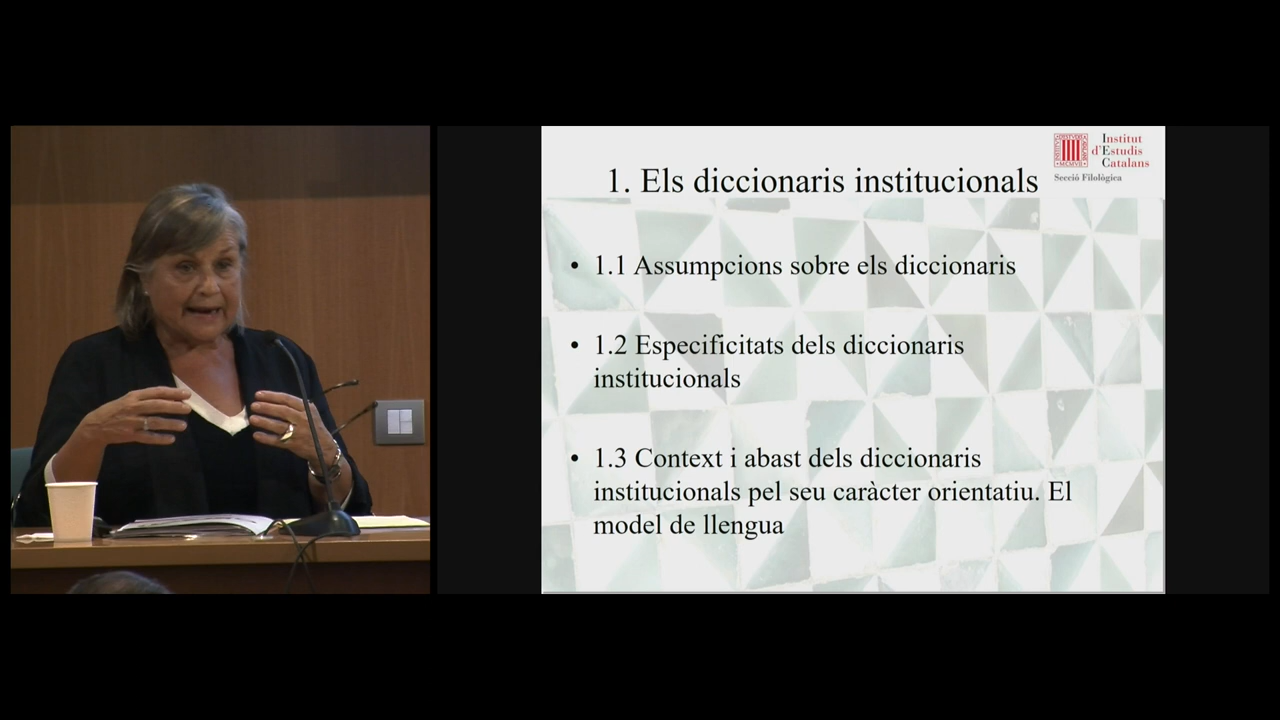 Institut
d'Estudis
Catalans
Secció Filològica
1. Els diccionaris institucionals
• 1.1 Assumpcions sobre els diccionaris
• 1.2 Especificitats dels diccionaris
institucionals
• 1.3 Context i abast dels diccionaris
institucionals pel seu caràcter orientatiu. El
model de llengua